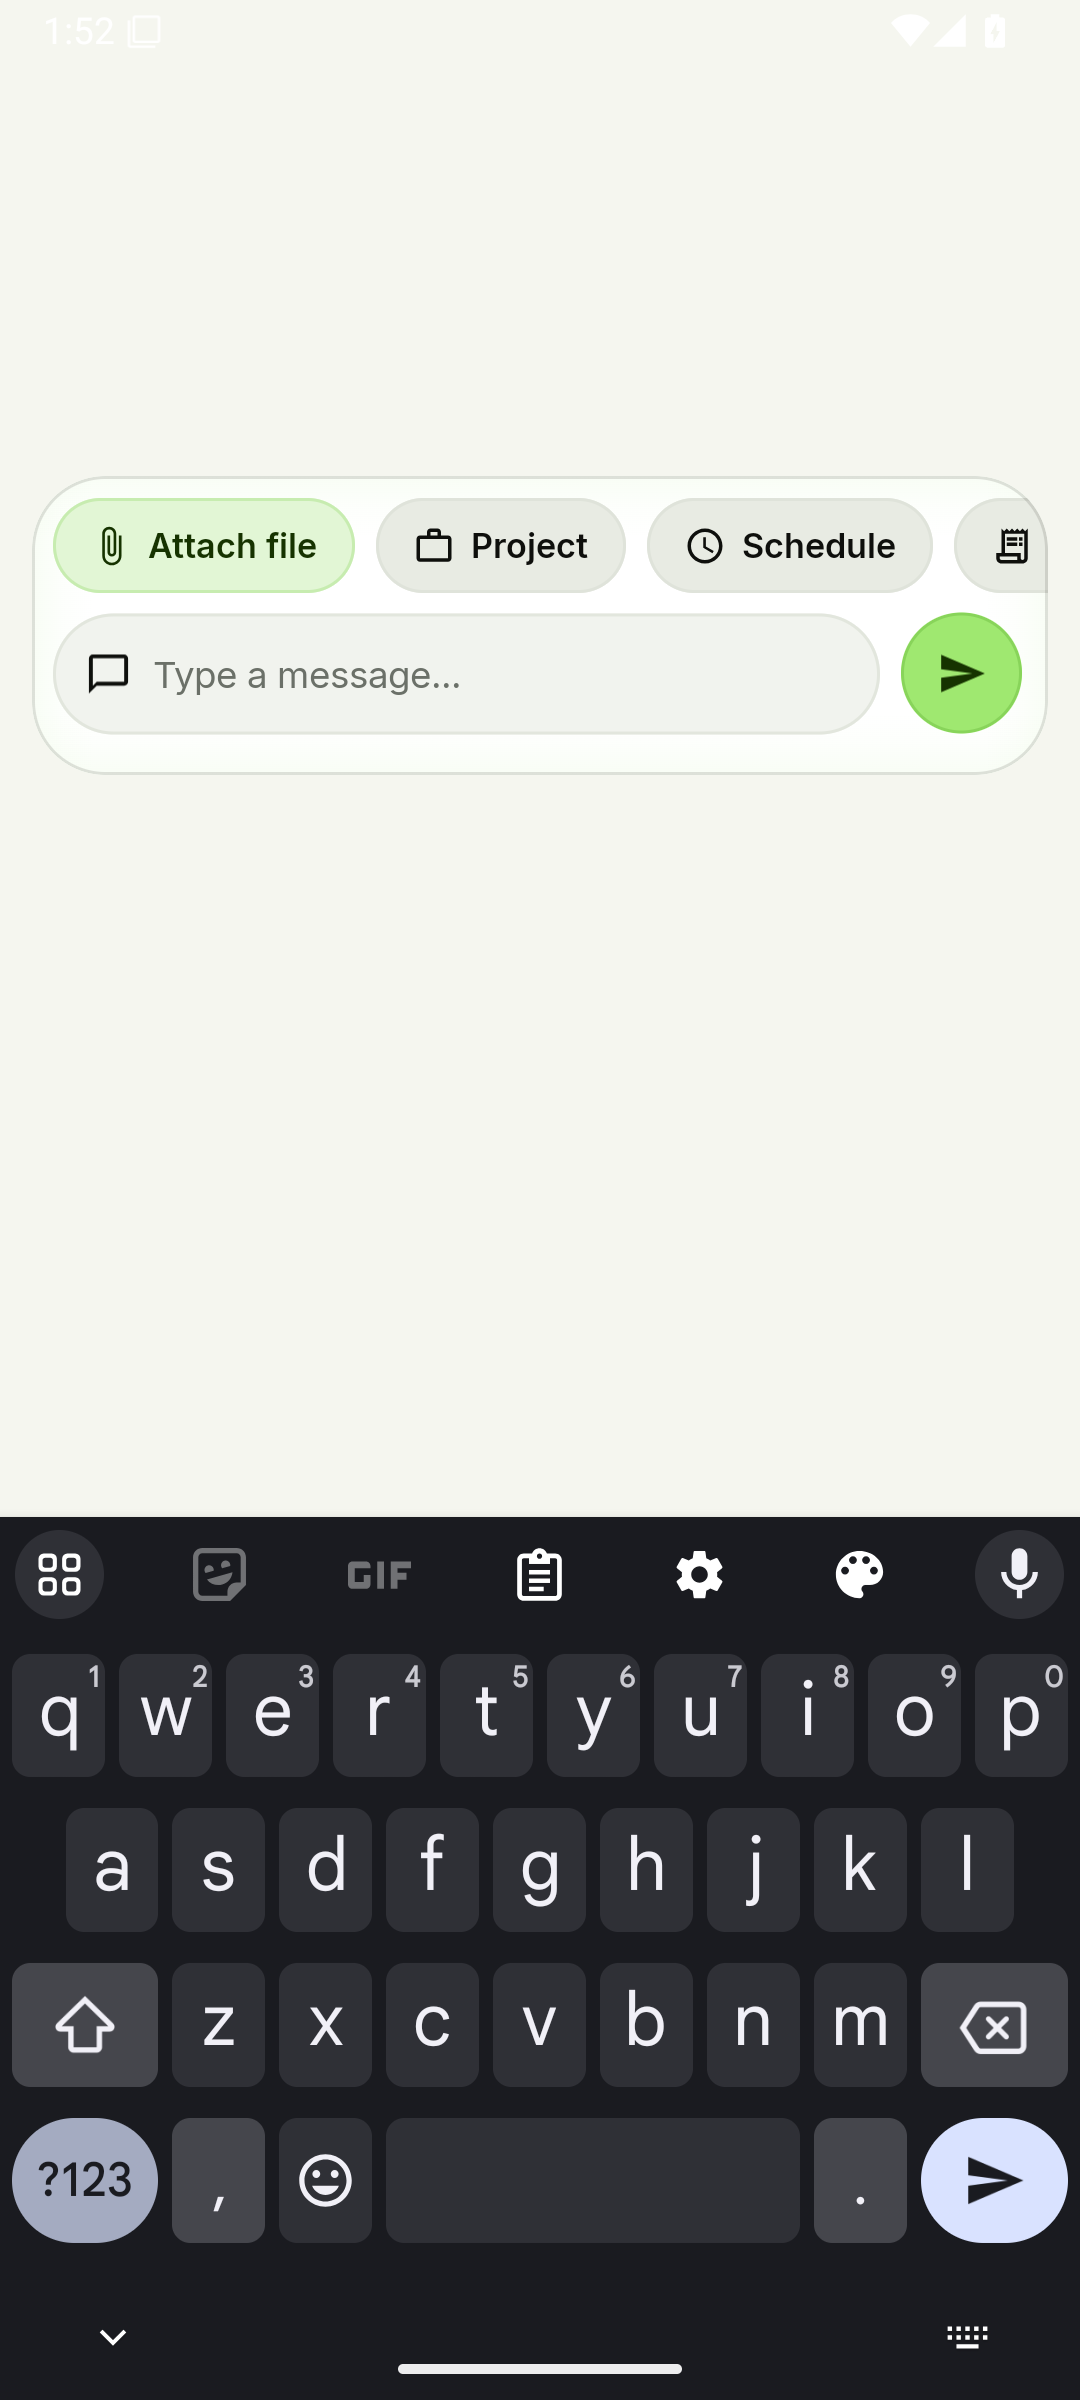 1:52
Attach file Project Schedule
Type a message...
GIF
q 1 w 2 e 3 r 4 t 5 y 6 u 7 i 8 o 9 p 0
a s d f g h j k l
z x c v b n m
?123 , .